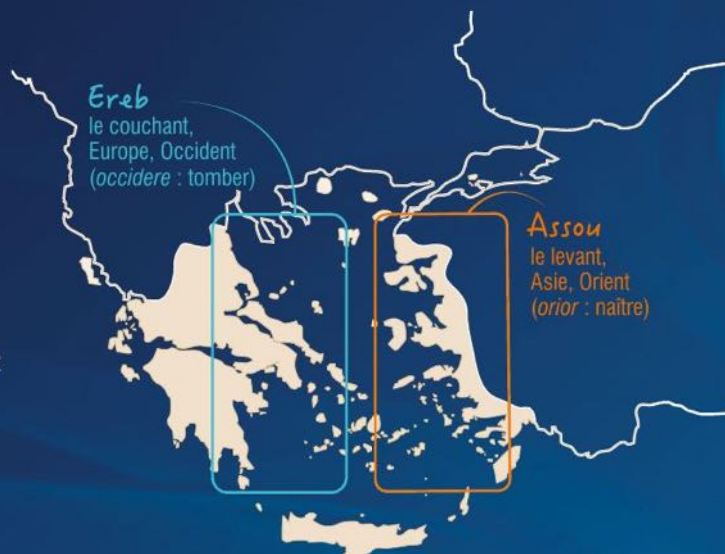 Ereb
le couchant,
Europe, Occident
(occidere : tomber)
Assou
le levant,
Asie, Orient
(orior : naître)